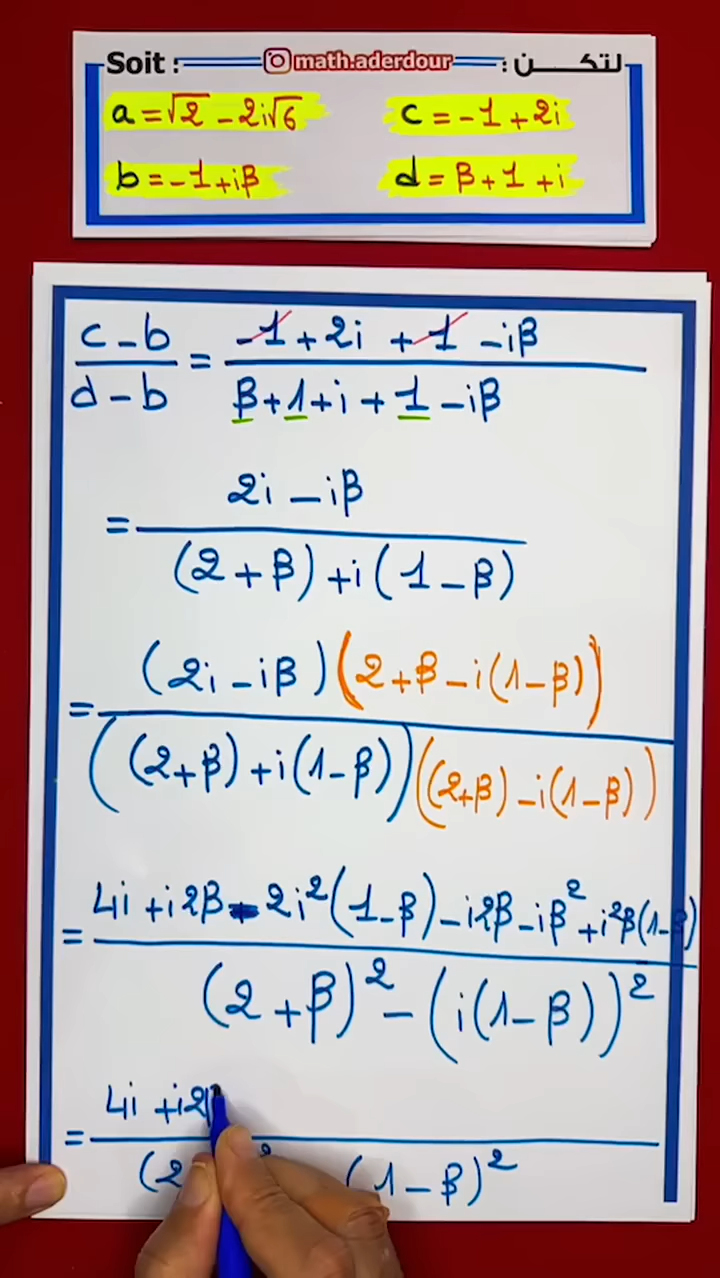 Soit : math.aderdour لتكن :
a = √2 - 2i√6 c = -1 + 2i
b = -1 + iβ d = β + 1 + i
c - b / d - b = -1 + 2i + 1 - iβ / β + 1 + i + 1 - iβ
= 2i - iβ / (2 + β) + i(1 - β)
= (2i - iβ)(2 + β - i(1 - β)) / ((2 + β) + i(1 - β))((2 + β) - i(1 - β))
= 4i + i2β - 2i²(1 - β) - i2β - iβ² + i²β(1 - β) / (2 + β)² - (i(1 - β))²
= 4i + i2 / (2 ² (1 - β)²